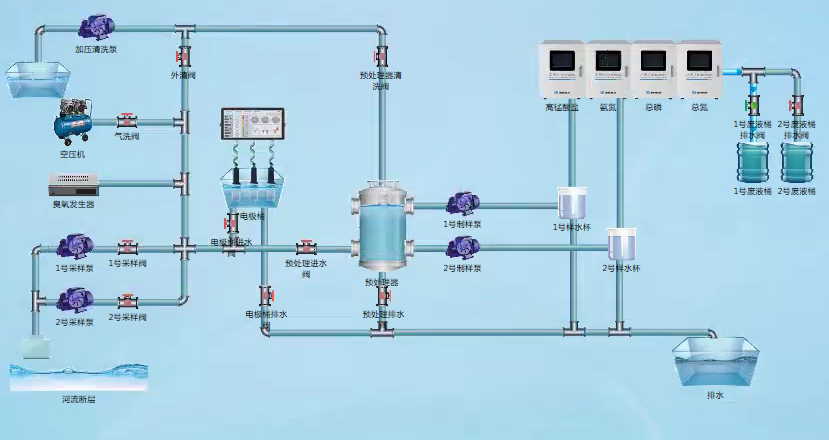 加压清洗泵
外清阀
预处理器清
洗阀
高锰酸盐
氨氮
总磷
总氮
空压机
气洗阀
1号废液桶
排水阀
2号废液桶
排水阀
1号废液桶
2号废液桶
臭氧发生器
电极桶
1号制样泵
1号样水杯
电极桶进水
阀
1号采样泵
1号采样阀
预处理进水
阀
2号制样泵
2号样水杯
预处理器
2号采样泵
2号采样阀
电极桶排水
预处理排水
河流断层
排水